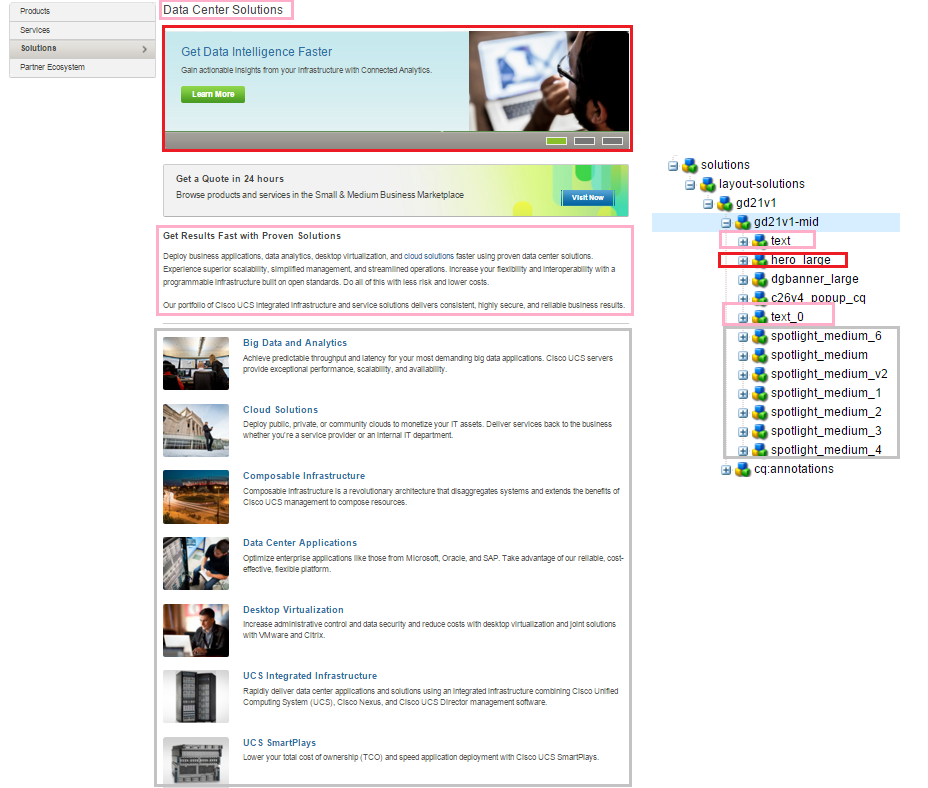 Products
Services
Solutions
Partner Ecosystem
Data Center Solutions
Get Data Intelligence Faster
Gain actionable insights from your infrastructure with Connected Analytics.
Learn More
Get a Quote in 24 hours
Browse products and services in the Small & Medium Business Marketplace
Visit Now
Get Results Fast with Proven Solutions
Deploy business applications, data analytics, desktop virtualization, and cloud solutions faster using proven data center solutions.
Experience superior scalability, simplified management, and streamlined operations. Increase your flexibility and interoperability with a
programmable infrastructure built on open standards. Do all of this with less risk and lower costs.
Our portfolio of Cisco UCS integrated infrastructure and service solutions delivers consistent, highly secure, and reliable business results.
Big Data and Analytics
Achieve predictable throughput and latency for your most demanding big data applications. Cisco UCS servers
provide exceptional performance, scalability, and availability.
Cloud Solutions
Deploy public, private, or community clouds to monetize your IT assets. Deliver services back to the business
whether you're a service provider or an internal IT department.
Composable Infrastructure
Composable Infrastructure is a revolutionary architecture that disaggregates systems and extends the benefits of
Cisco UCS management to compose resources.
Data Center Applications
Optimize enterprise applications like those from Microsoft, Oracle, and SAP. Take advantage of our reliable, cost-
effective, flexible platform.
Desktop Virtualization
Increase administrative control and data security and reduce costs with desktop virtualization and joint solutions
with VMware and Citrix.
UCS Integrated Infrastructure
Rapidly deliver data center applications and solutions using an integrated infrastructure combining Cisco Unified
Computing System (UCS), Cisco Nexus, and Cisco UCS Director management software.
UCS SmartPlays
Lower your total cost of ownership (TCO) and speed application deployment with Cisco UCS SmartPlays.
solutions
layout-solutions
gd21v1
gd21v1-mid
text
hero_large
dgbanner_large
c26v4_popup_cq
text_0
spotlight_medium_6
spotlight_medium
spotlight_medium_v2
spotlight_medium_1
spotlight_medium_2
spotlight_medium_3
spotlight_medium_4
cq:annotations